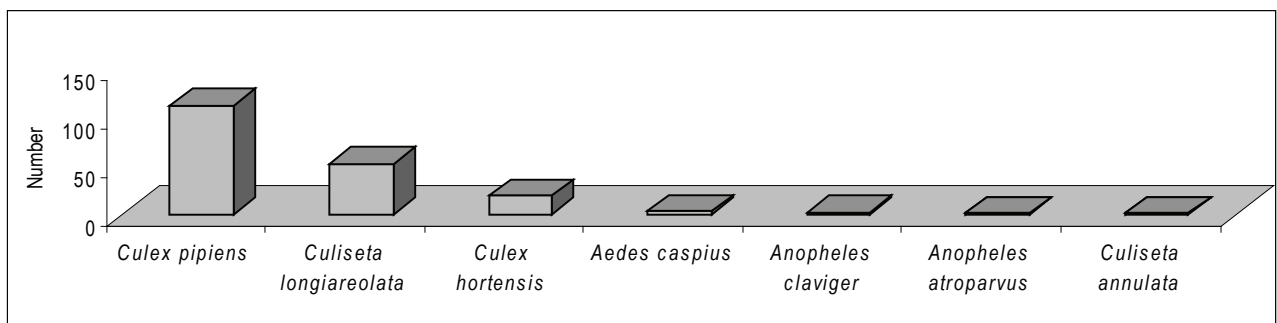 150
100
50
0
Number
Culex pipiens
Culiseta
longiareolata
Culex
hortensis
Aedes caspius
Anopheles
claviger
Anopheles
atroparvus
Culiseta
annulata